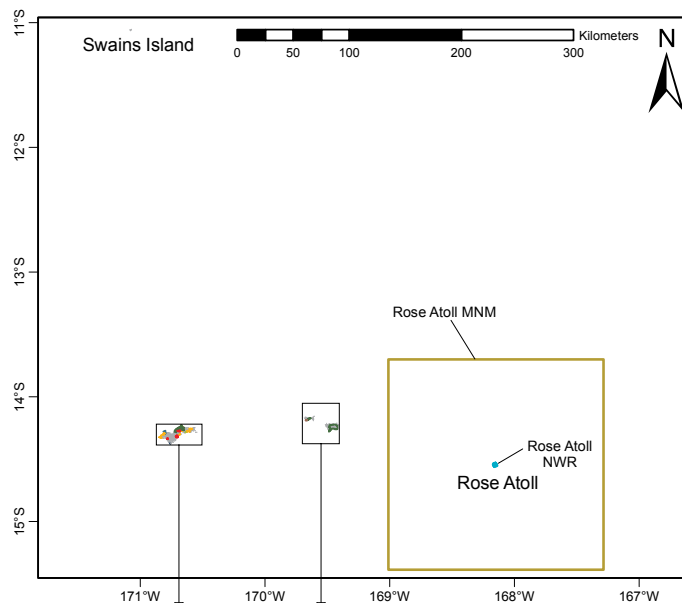 11°S
Swains Island
Kilometers
0 50 100 200 300
N
12°S
13°S
Rose Atoll MNM
14°S
Rose Atoll
NWR
Rose Atoll
15°S
171°W 170°W 169°W 168°W 167°W